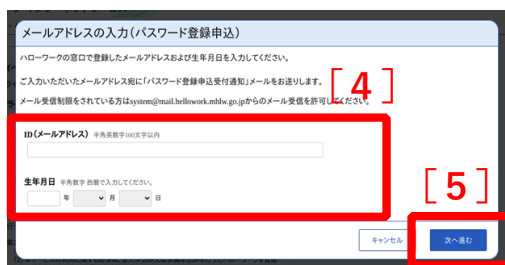 メールアドレスの入力（パスワード登録申込）
ハローワークの窓口で登録したメールアドレスおよび生年月日を入力してください。
ご入力いただいたメールアドレス宛に「パスワード登録申込受付通知」メールをお送りします。
[4]
メール受信制限をされている方はsystem@mail.hellowork.mhlw.go.jpからのメール受信を許可してください。
ID（メールアドレス） 半角英数字100文字以内
生年月日 半角数字 西暦で入力してください。
年 月 日
[5]
キャンセル 次へ進む